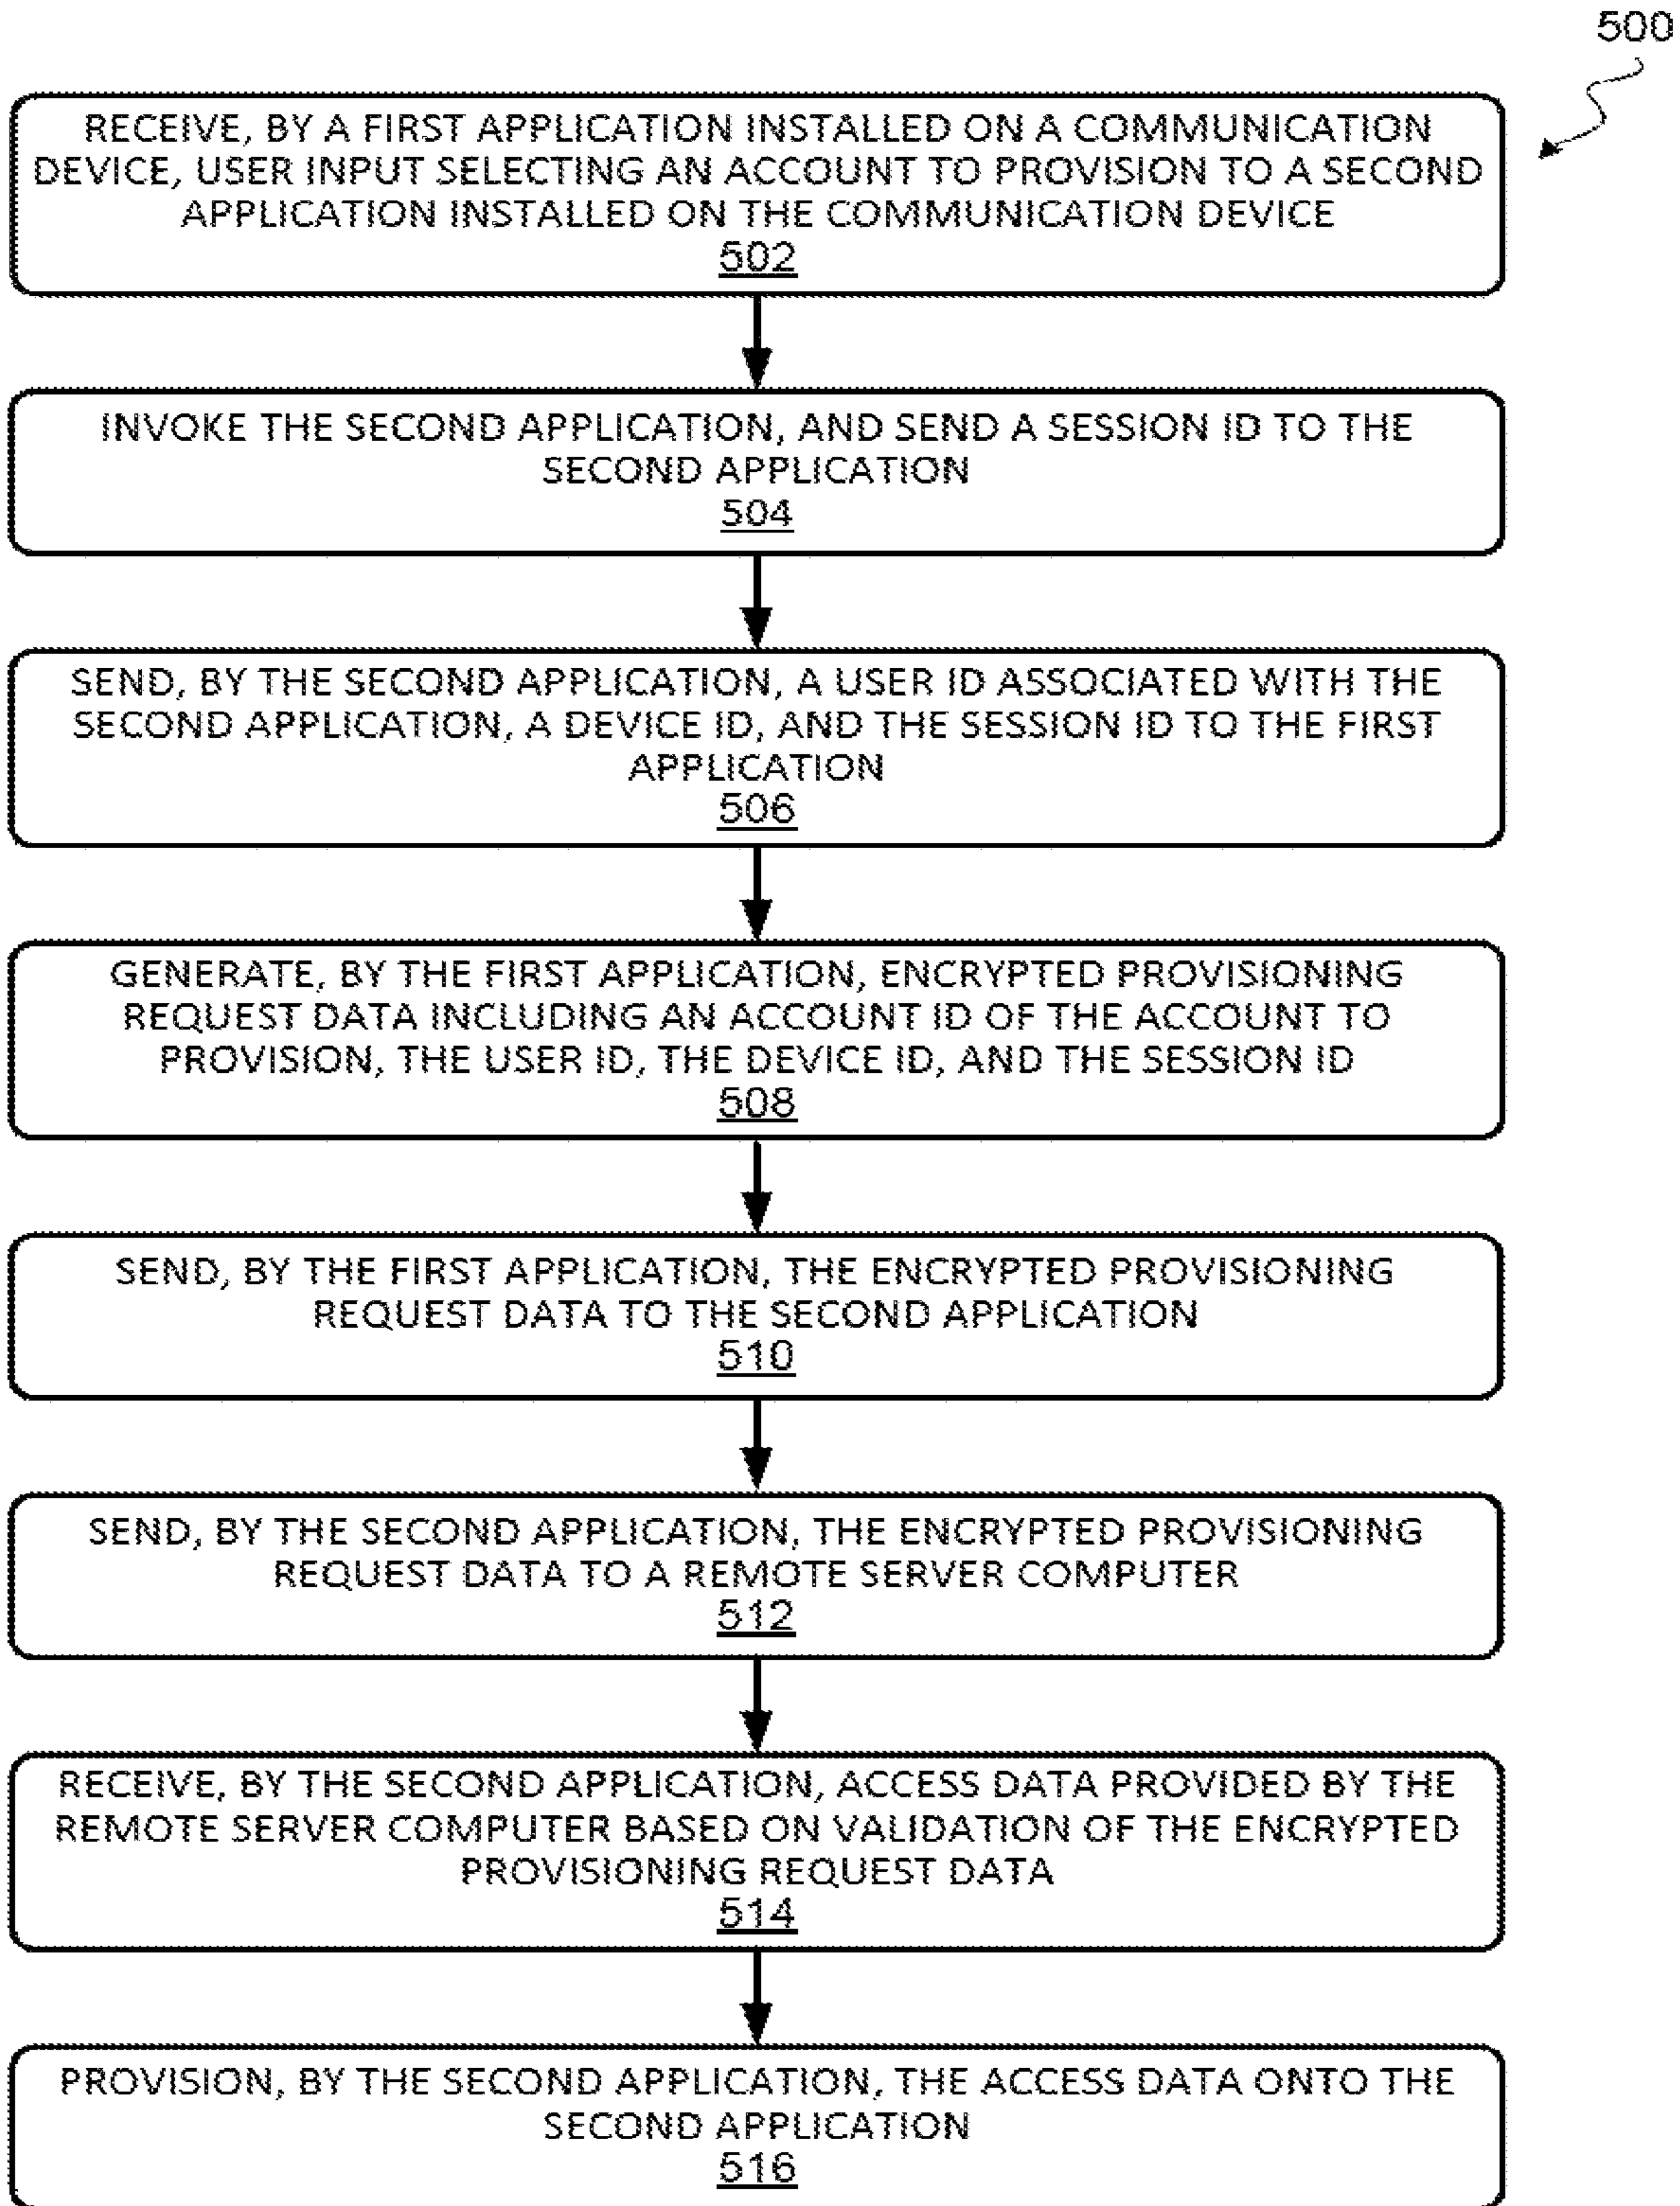 500
RECEIVE, BY A FIRST APPLICATION INSTALLED ON A COMMUNICATION
DEVICE, USER INPUT SELECTING AN ACCOUNT TO PROVISION TO A SECOND
APPLICATION INSTALLED ON THE COMMUNICATION DEVICE
502
INVOKE THE SECOND APPLICATION, AND SEND A SESSION ID TO THE
SECOND APPLICATION
504
SEND, BY THE SECOND APPLICATION, A USER ID ASSOCIATED WITH THE
SECOND APPLICATION, A DEVICE ID, AND THE SESSION ID TO THE FIRST
APPLICATION
506
GENERATE, BY THE FIRST APPLICATION, ENCRYPTED PROVISIONING
REQUEST DATA INCLUDING AN ACCOUNT ID OF THE ACCOUNT TO
PROVISION, THE USER ID, THE DEVICE ID, AND THE SESSION ID
508
SEND, BY THE FIRST APPLICATION, THE ENCRYPTED PROVISIONING
REQUEST DATA TO THE SECOND APPLICATION
510
SEND, BY THE SECOND APPLICATION, THE ENCRYPTED PROVISIONING
REQUEST DATA TO A REMOTE SERVER COMPUTER
512
RECEIVE, BY THE SECOND APPLICATION, ACCESS DATA PROVIDED BY THE
REMOTE SERVER COMPUTER BASED ON VALIDATION OF THE ENCRYPTED
PROVISIONING REQUEST DATA
514
PROVISION, BY THE SECOND APPLICATION, THE ACCESS DATA ONTO THE
SECOND APPLICATION
516